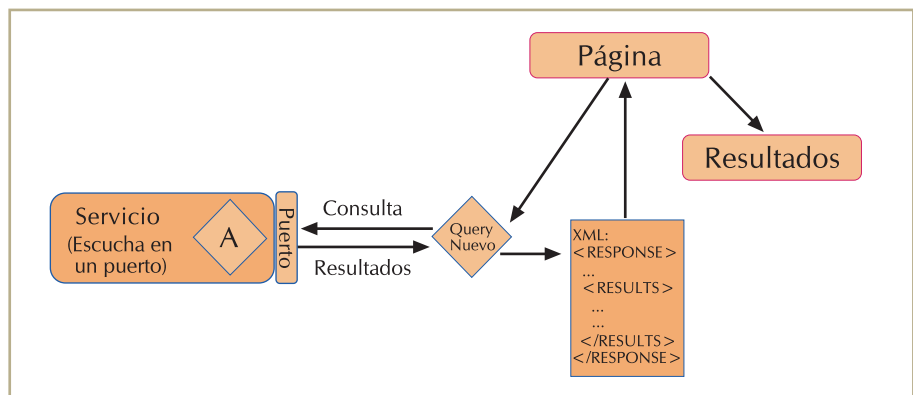 Página
Resultados
Servicio
(Escucha en
un puerto)
A
Puerto
Consulta
Resultados
Query
Nuevo
XML:
<RESPONSE>
...
<RESULTS>
...
...
</RESULTS>
</RESPONSE>